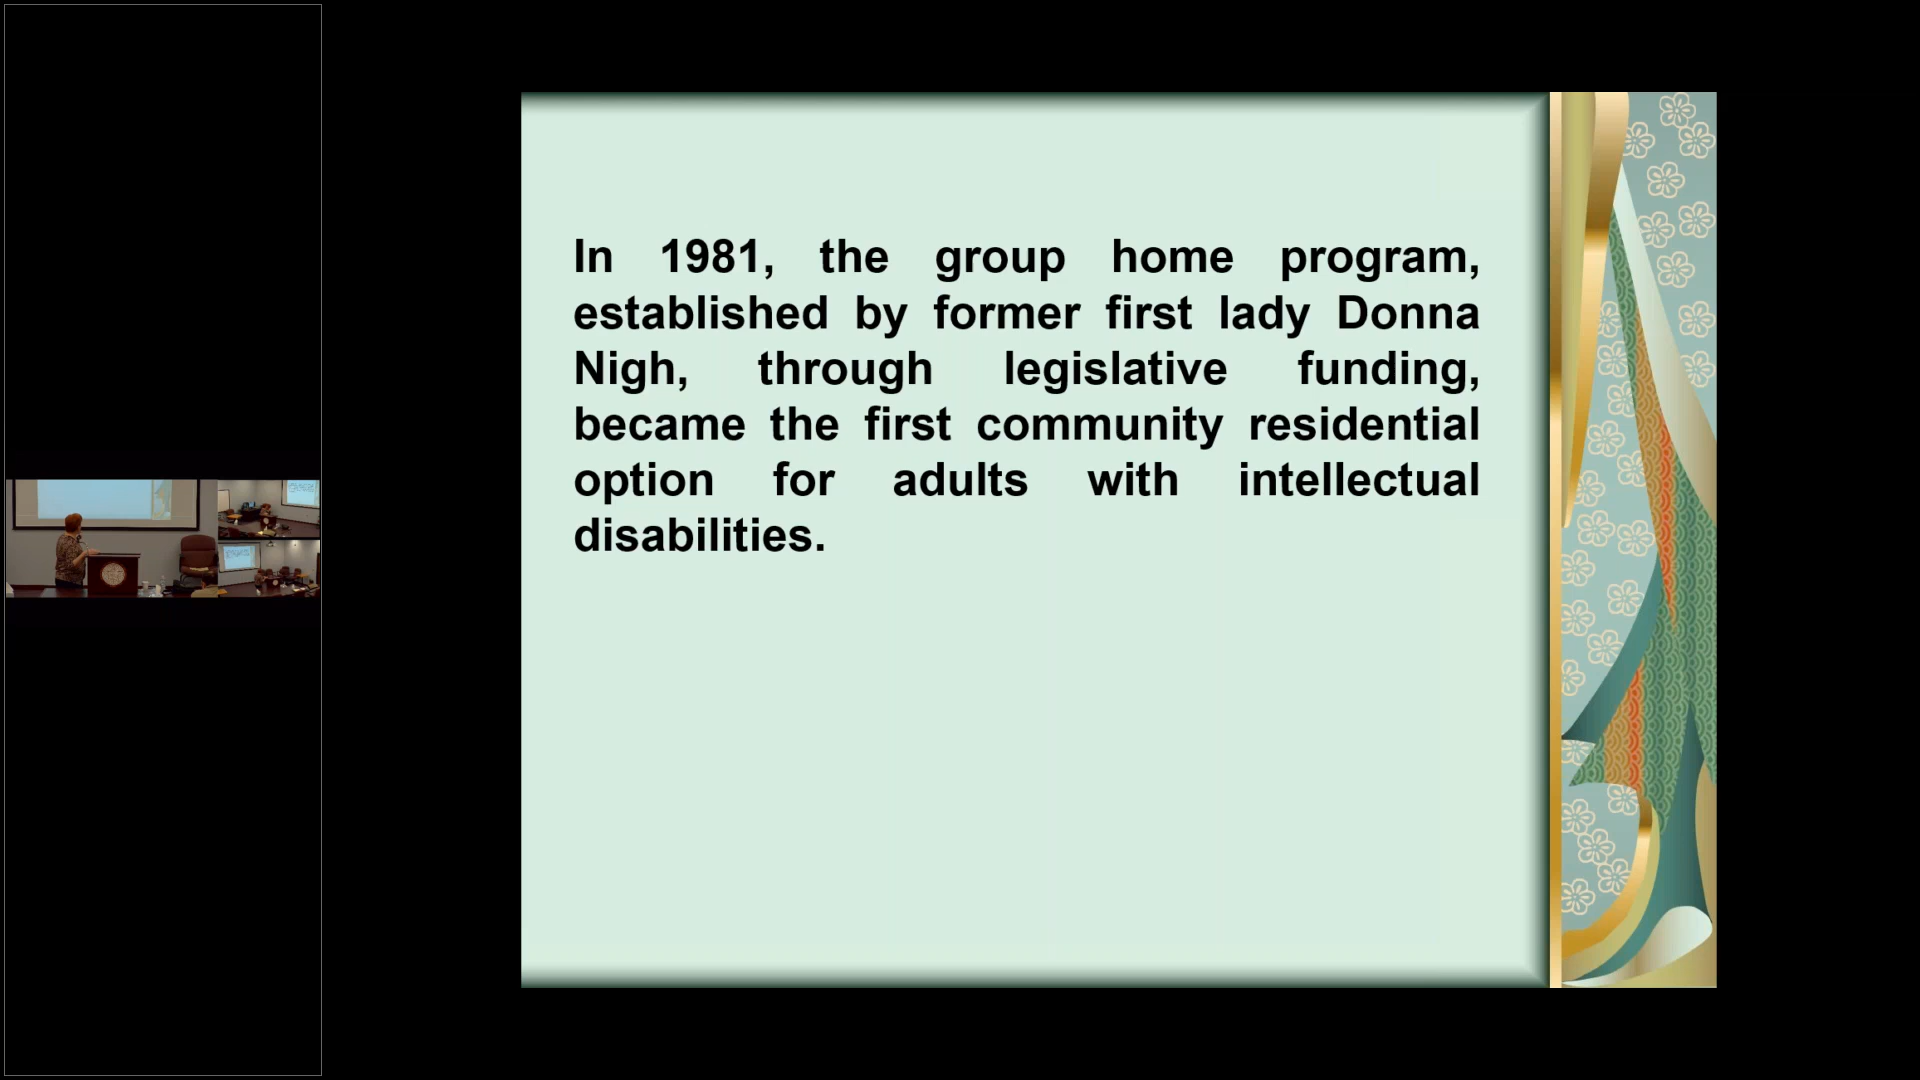 In 1981, the group home program,
established by former first lady Donna
Nigh, through legislative funding,
became the first community residential
option for adults with intellectual
disabilities.